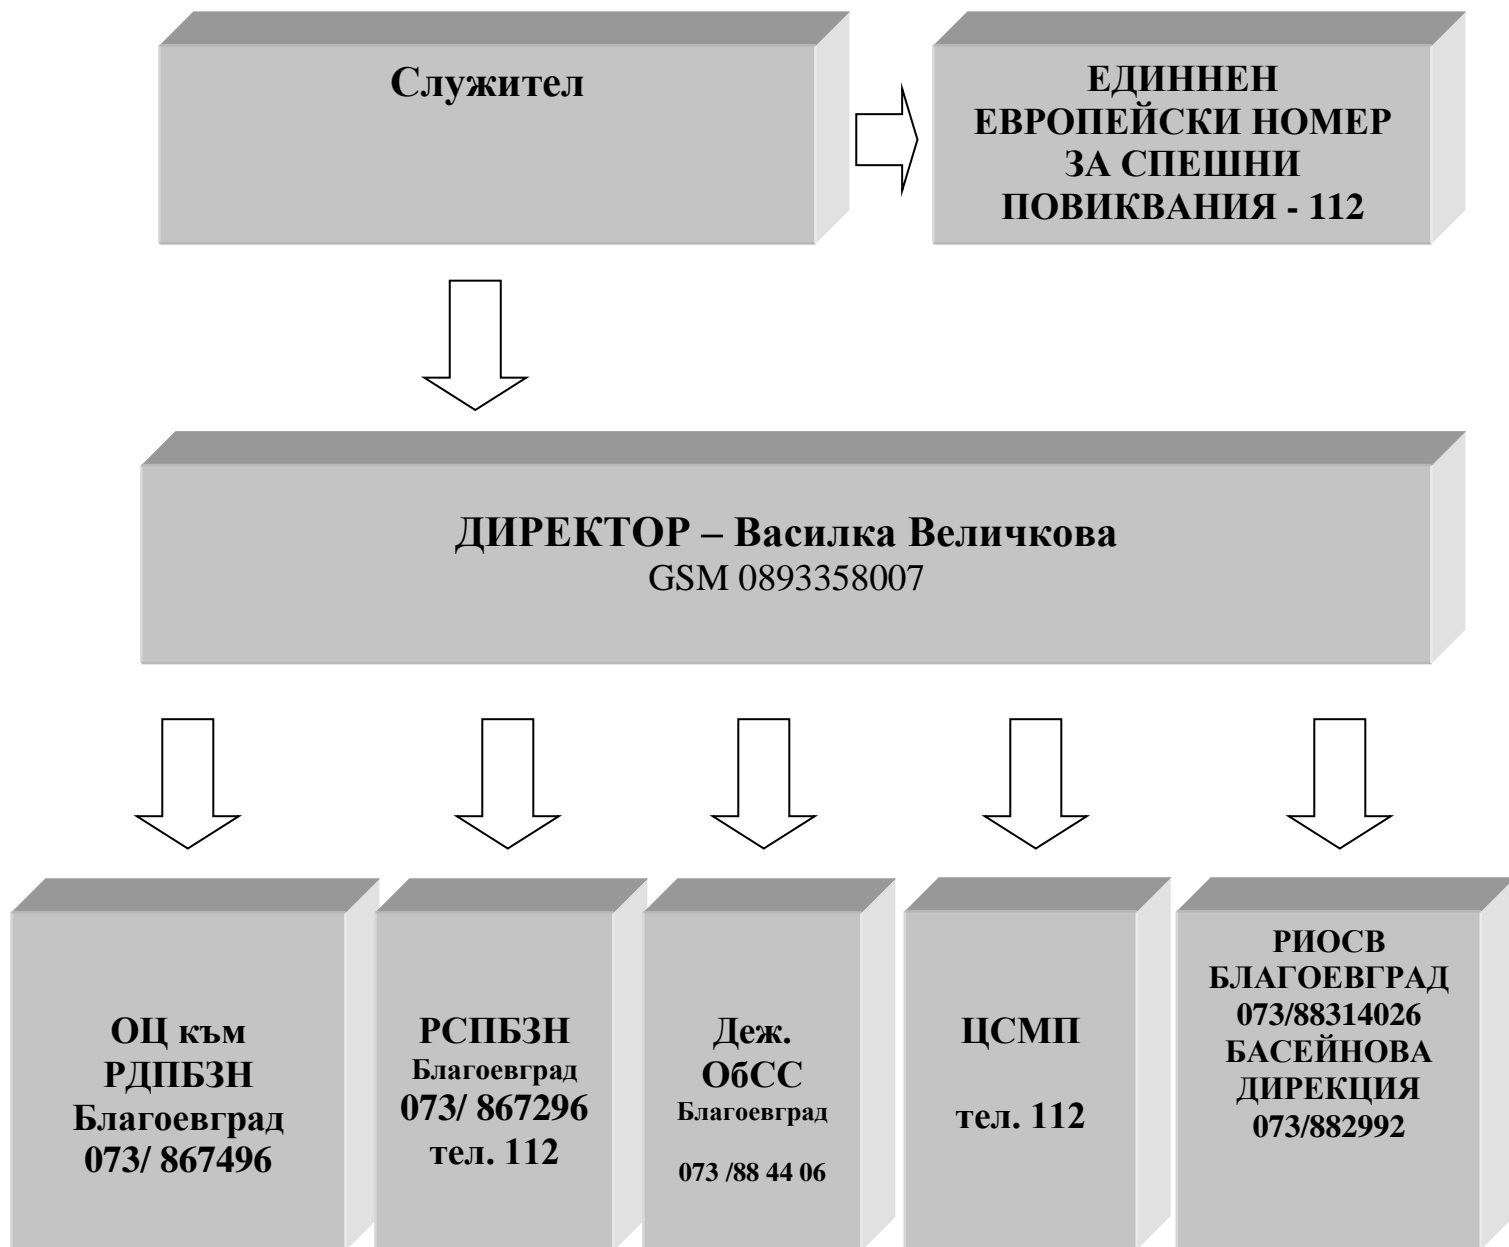 Служител
ЕДИННЕН
ЕВРОПЕЙСКИ НОМЕР
ЗА СПЕШНИ
ПОВИКВАНИЯ - 112
ДИРЕКТОР – Василка Величкова
GSM 0893358007
ОЦ към
РДПБЗН
Благоевград
073/ 867496
РСПБЗН
Благоевград
073/ 867296
тел. 112
Деж.
ОбСС
Благоевград
073 /88 44 06
ЦСМП
тел. 112
РИОСВ
БЛАГОЕВГРАД
073/88314026
БАСЕЙНОВА
ДИРЕКЦИЯ
073/882992